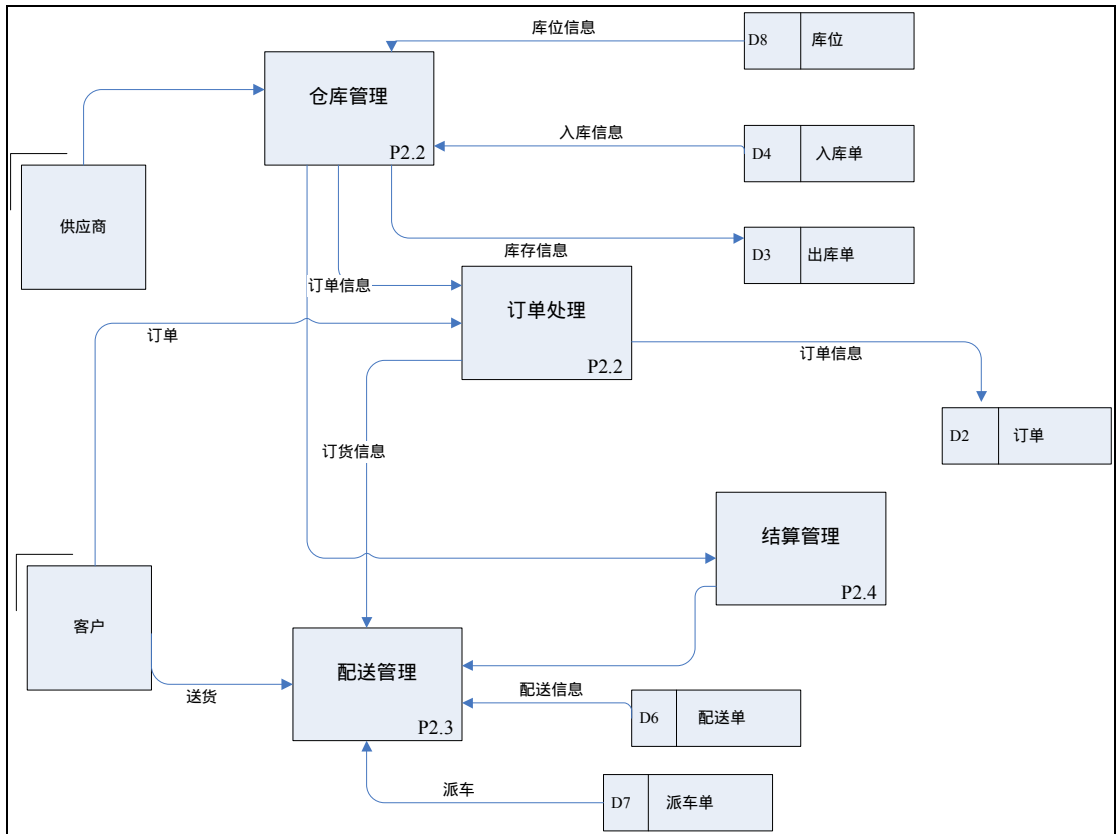 库位信息
D8 库位
仓库管理
P2.2
入库信息
D4 入库单
供应商
D3 出库单
库存信息
订单信息
订单处理
P2.2
订单
订单信息
D2 订单
订货信息
结算管理
P2.4
客户
配送管理
P2.3
送货
配送信息
D6 配送单
派车
D7 派车单